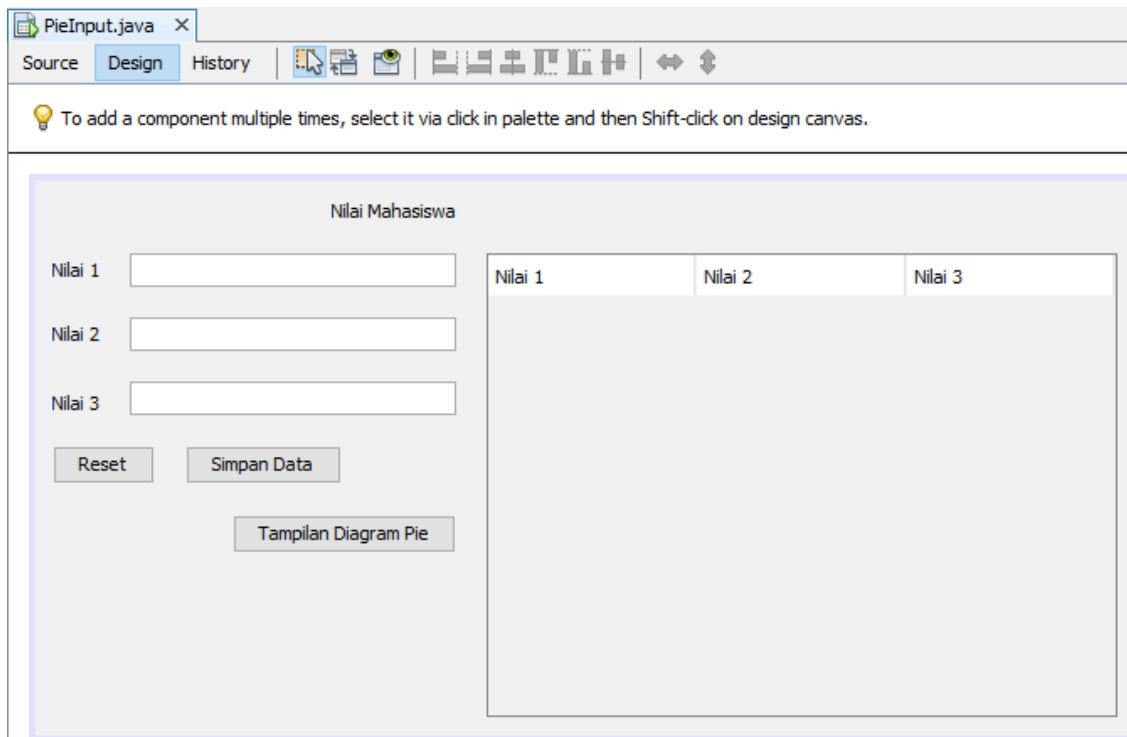 PieInput.java
Source Design History
To add a component multiple times, select it via click in palette and then Shift-click on design canvas.
Nilai Mahasiswa
Nilai 1
Nilai 2
Nilai 3
Reset Simpan Data
Tampilan Diagram Pie
Nilai 1 Nilai 2 Nilai 3